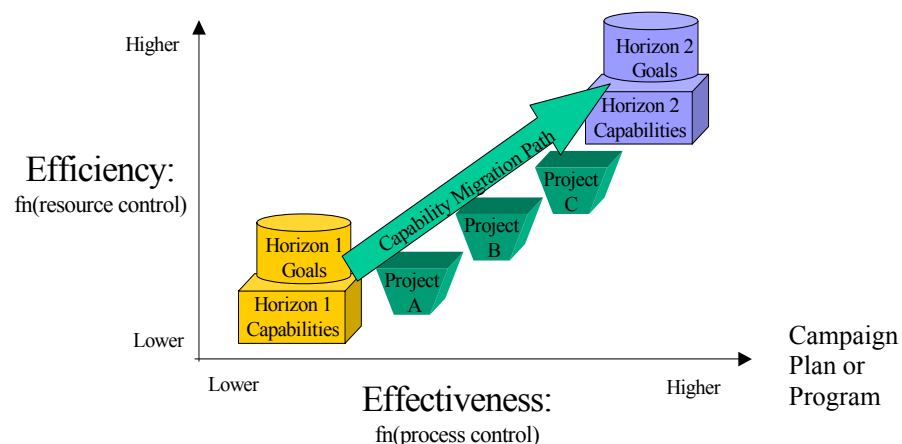 Higher
Horizon 2
Goals
Horizon 2
Capabilities
Efficiency:
fn(resource control)
Capability Migration Path
Project
C
Project
B
Project
A
Horizon 1
Goals
Horizon 1
Capabilities
Lower
Lower
Higher
Effectiveness:
fn(process control)
Campaign
Plan or
Program